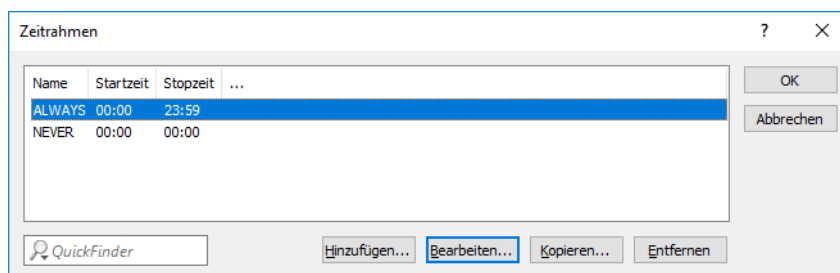 Zeitrahmen ?
Name Startzeit Stopzeit ... OK
ALWAYS 00:00 23:59
Abbrechen
NEVER 00:00 00:00
QuickFinder Hinzufügen... Bearbeiten... Kopieren... Entfernen